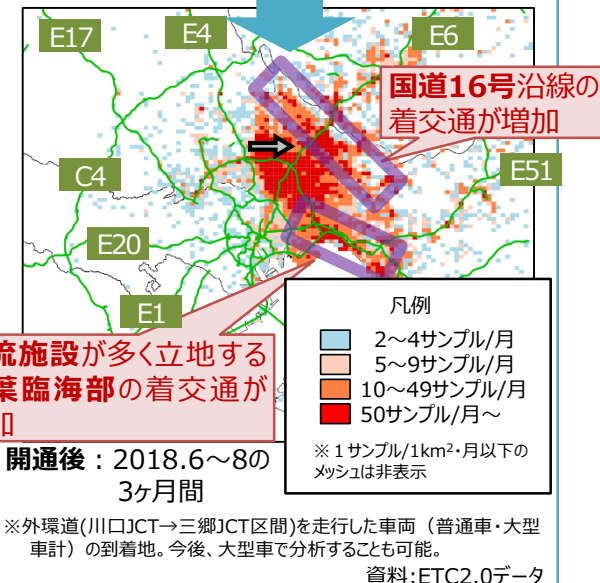 E17
E4
E6
国道16号沿線の
着交通が増加
C4
E51
E20
E1
流施設が多く立地する
葉臨海部の着交通が
加
凡例
2～4サンプル/月
5～9サンプル/月
10～49サンプル/月
50サンプル/月～
※１サンプル/1km²・月以下の
メッシュは非表示
開通後：2018.6～8の
3ヶ月間
※外環道(川口JCT→三郷JCT区間)を走行した車両（普通車・大型
車計）の到着地。今後、大型車で分析することも可能。
資料:ETC2.0データ